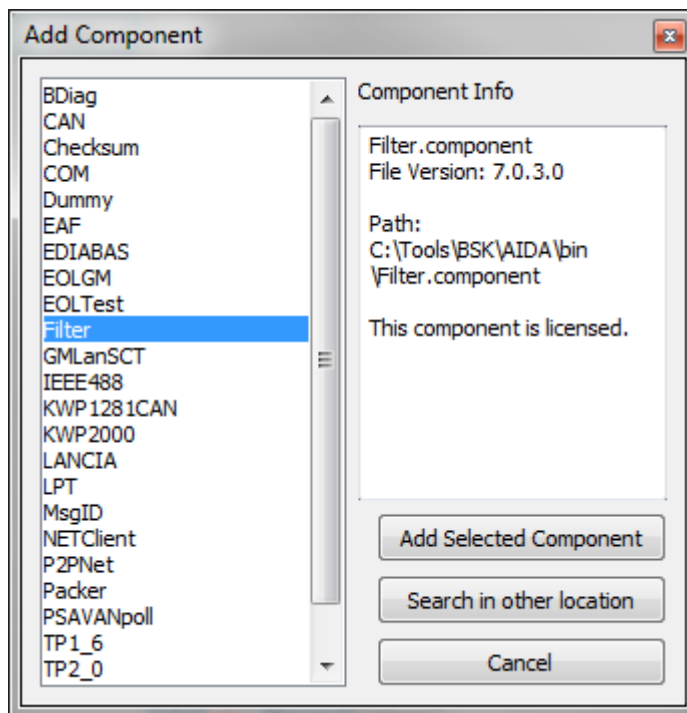 Add Component
BDiag
CAN
Checksum
COM
Dummy
EAF
EDIABAS
EOLGM
EOLTest
Filter
GMLanSCT
IEEE488
KWP1281CAN
KWP2000
LANCIA
LPT
MsgID
NETClient
P2PNet
Packer
PSAVANpoll
TP1_6
TP2_0
Component Info
Filter.component
File Version: 7.0.3.0
Path:
C:\Tools\BSK\AIDA\bin
\Filter.component
This component is licensed.
Add Selected Component
Search in other location
Cancel